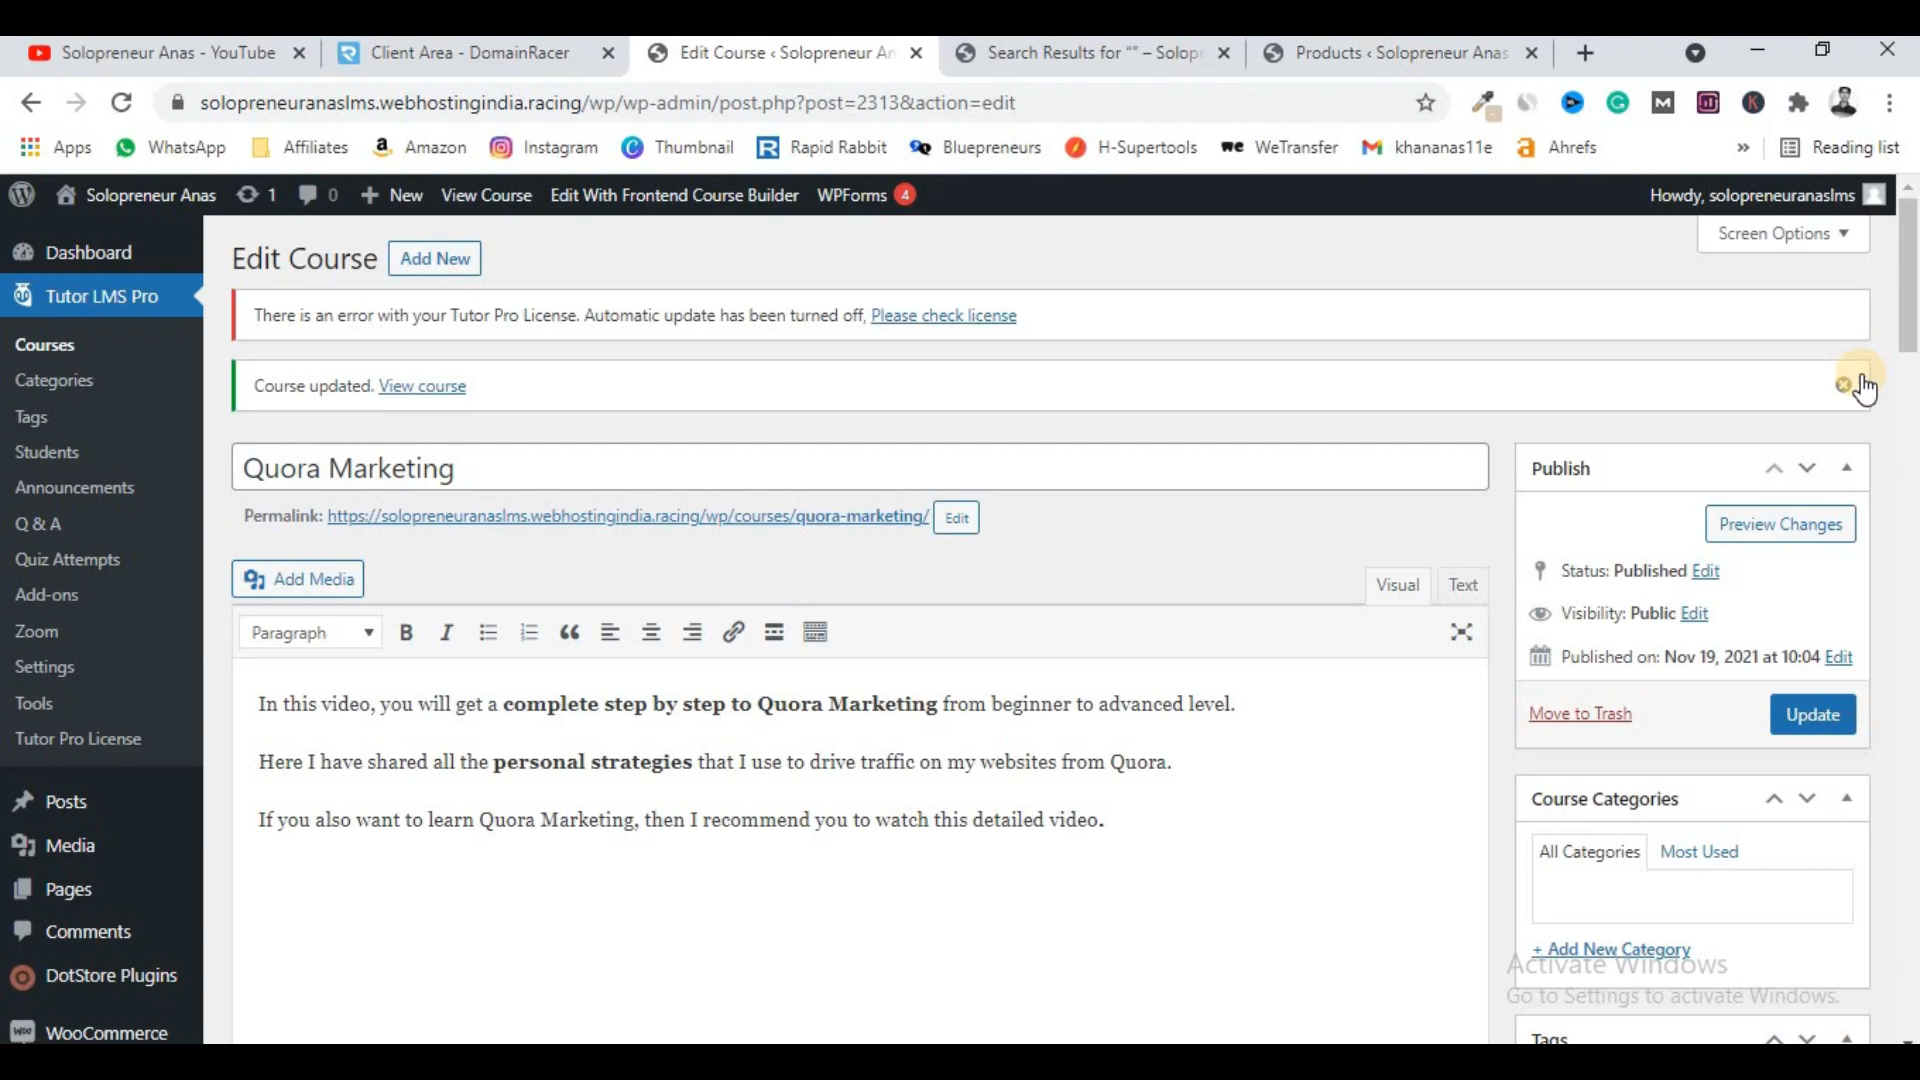 Solopreneur Anas - YouTube
Client Area - DomainRacer
Edit Course ‹ Solopreneur An
Search Results for “” – Solop
Products ‹ Solopreneur Anas
solopreneuranaslms.webhostingindia.racing/wp/wp-admin/post.php?post=2313&action=edit
Apps
WhatsApp
Affiliates
Amazon
Instagram
Thumbnail
Rapid Rabbit
Bluepreneurs
H-Supertools
WeTransfer
khananas11e
Ahrefs
»
Reading list
Solopreneur Anas
1
0
New
View Course
Edit With Frontend Course Builder
WPForms 4
Howdy, solopreneuranaslms
Dashboard
Tutor LMS Pro
Courses
Categories
Tags
Students
Announcements
Q & A
Quiz Attempts
Add-ons
Zoom
Settings
Tools
Tutor Pro License
Posts
Media
Pages
Comments
DotStore Plugins
WooCommerce
Screen Options
Edit Course
Add New
There is an error with your Tutor Pro License. Automatic update has been turned off, Please check license
Course updated. View course
Quora Marketing
Permalink: https://solopreneuranaslms.webhostingindia.racing/wp/courses/quora-marketing/ Edit
Add Media
Visual
Text
Paragraph
In this video, you will get a complete step by step to Quora Marketing from beginner to advanced level.
Here I have shared all the personal strategies that I use to drive traffic on my websites from Quora.
If you also want to learn Quora Marketing, then I recommend you to watch this detailed video.
Publish
Preview Changes
Status: Published Edit
Visibility: Public Edit
Published on: Nov 19, 2021 at 10:04 Edit
Move to Trash
Update
Course Categories
All Categories
Most Used
+ Add New Category
Activate Windows
Go to Settings to activate Windows.
Tags